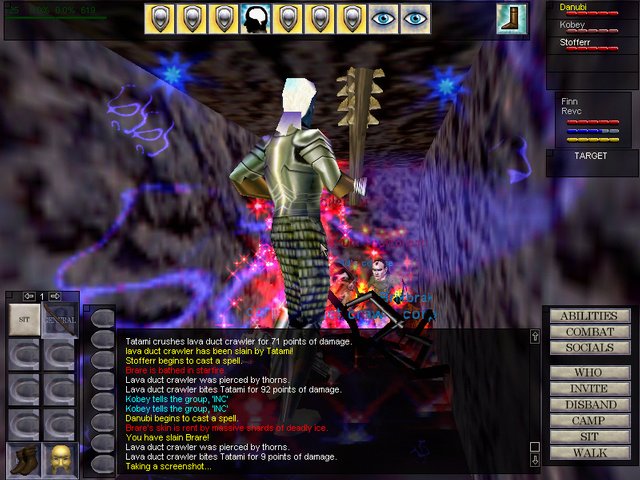 Danubi
Kobey
Stofferr
Finn
Revc
TARGET
1
SIT
Tatami crushes lava duct crawler for 71 points of damage.
lava duct crawler has been slain by Tatami!
Stofferr begins to cast a spell.
Brare is bathed in starfire.
Lava duct crawler was pierced by thorns.
Lava duct crawler bites Tatami for 92 points of damage.
Kobey tells the group, 'INC'
Kobey tells the group, 'INC'
Danubi begins to cast a spell.
Brare's skin is rent by massive shards of deadly ice.
You have slain Brare!
Lava duct crawler was pierced by thorns.
Lava duct crawler bites Tatami for 9 points of damage.
Taking a screenshot...
ABILITIES
COMBAT
SOCIALS
WHO
INVITE
DISBAND
CAMP
SIT
WALK